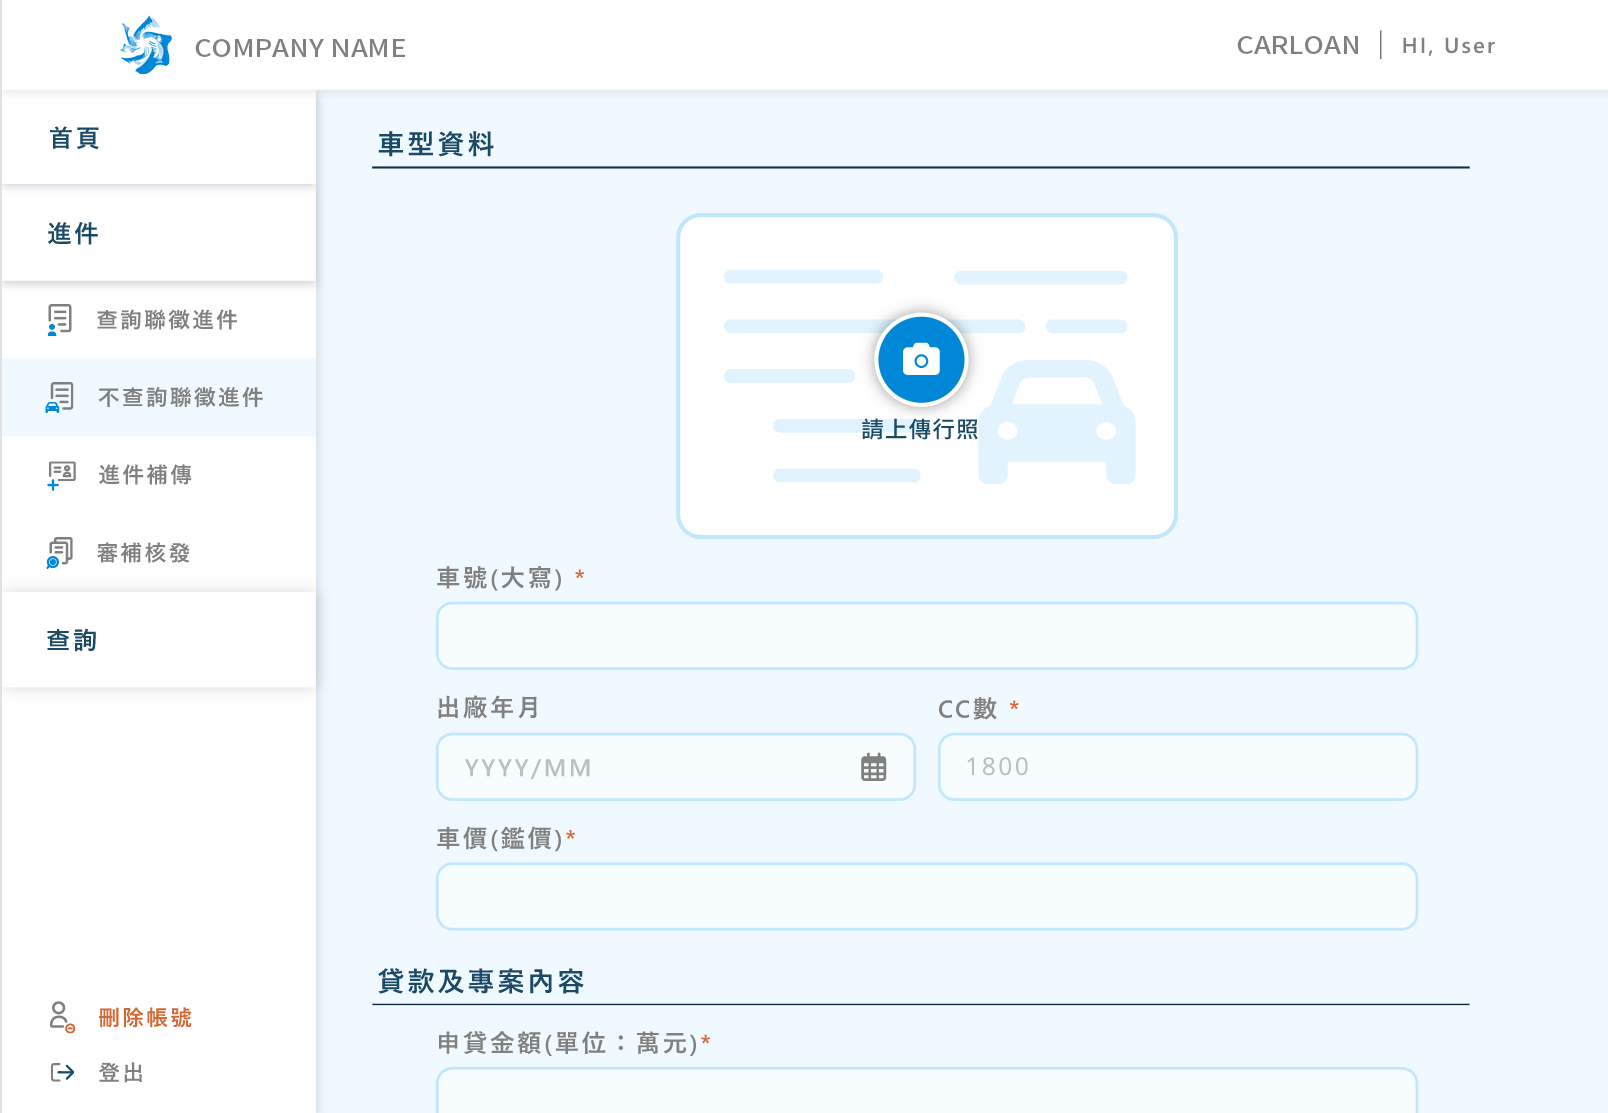 COMPANY NAME
CARLOAN | HI, User
首頁
進件
查詢聯徵進件
不查詢聯徵進件
進件補傳
審補核發
查詢
刪除帳號
登出
車型資料
請上傳行照
車號(大寫) *
出廠年月
YYYY/MM
CC數 *
1800
車價(鑑價)*
貸款及專案內容
申貸金額(單位：萬元)*